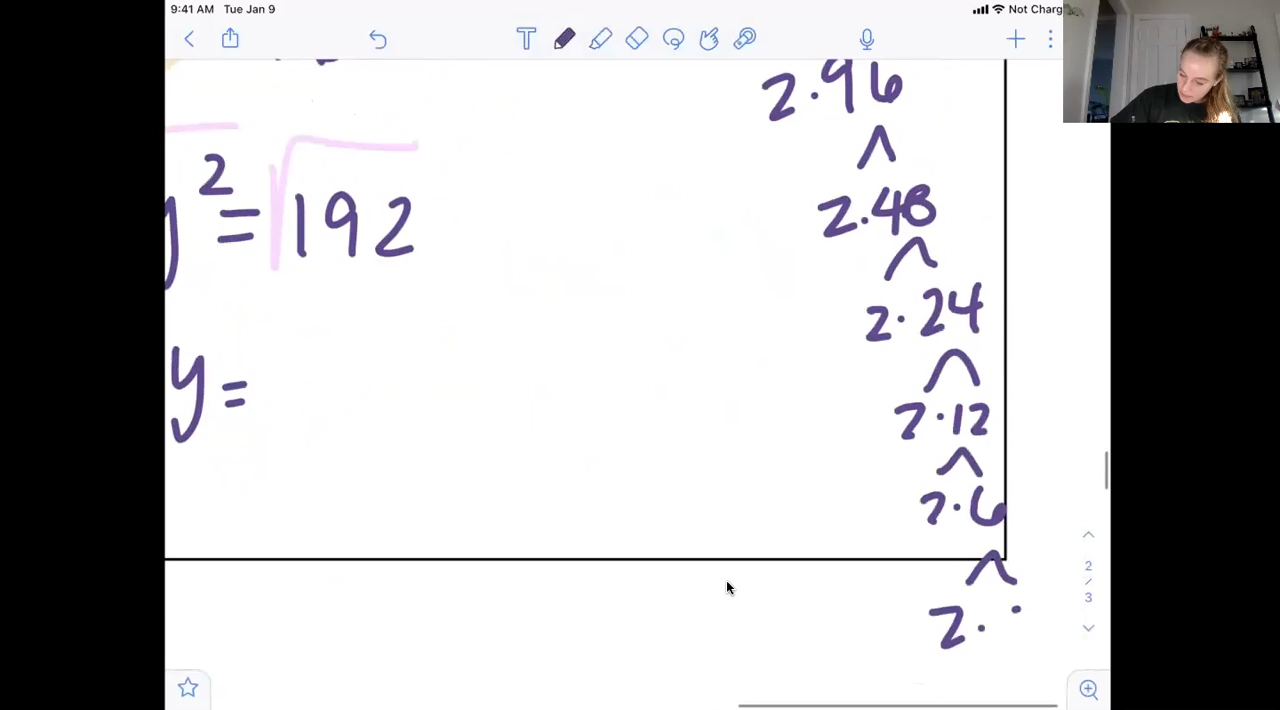 9:41 AM Tue Jan 9
Not Charg
T
2.96
y² = √192
2.48
2.24
y =
2.12
2.6
2.
2
/
3